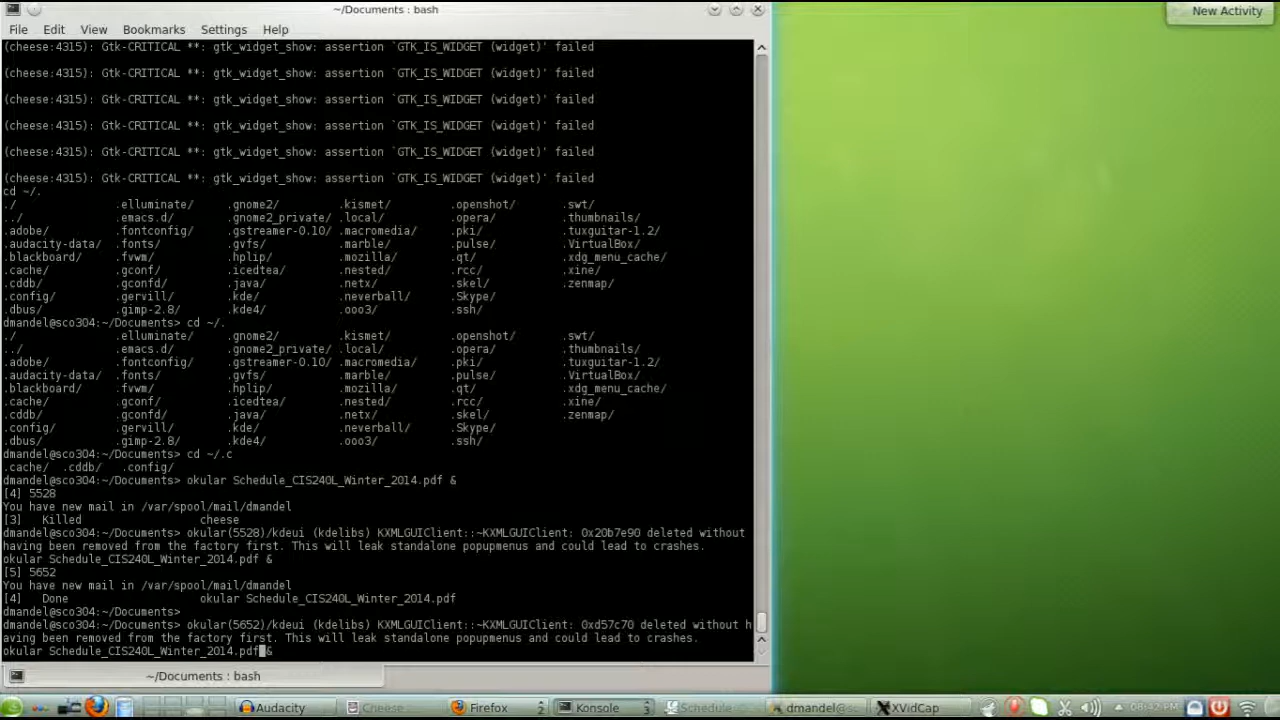 ~/Documents : bash
New Activity
File Edit View Bookmarks Settings Help
(cheese:4315): Gtk-CRITICAL **: gtk_widget_show: assertion `GTK_IS_WIDGET (widget)' failed
(cheese:4315): Gtk-CRITICAL **: gtk_widget_show: assertion `GTK_IS_WIDGET (widget)' failed
(cheese:4315): Gtk-CRITICAL **: gtk_widget_show: assertion `GTK_IS_WIDGET (widget)' failed
(cheese:4315): Gtk-CRITICAL **: gtk_widget_show: assertion `GTK_IS_WIDGET (widget)' failed
(cheese:4315): Gtk-CRITICAL **: gtk_widget_show: assertion `GTK_IS_WIDGET (widget)' failed
(cheese:4315): Gtk-CRITICAL **: gtk_widget_show: assertion `GTK_IS_WIDGET (widget)' failed
cd ~/.
./ .elluminate/ .gnome2/ .kismet/ .openshot/ .swt/
../ .emacs.d/ .gnome2_private/ .local/ .opera/ .thumbnails/
.adobe/ .fontconfig/ .gstreamer-0.10/ .macromedia/ .pki/ .tuxguitar-1.2/
.audacity-data/ .fonts/ .gvfs/ .marble/ .pulse/ .VirtualBox/
.blackboard/ .fvwm/ .hplip/ .mozilla/ .qt/ .xdg_menu_cache/
.cache/ .gconf/ .icedtea/ .nested/ .rcc/ .xine/
.cddb/ .gconfd/ .java/ .netx/ .skel/ .zenmap/
.config/ .gervill/ .kde/ .neverball/ .Skype/
.dbus/ .gimp-2.8/ .kde4/ .ooo3/ .ssh/
dmandel@sco304:~/Documents> cd ~/.
./ .elluminate/ .gnome2/ .kismet/ .openshot/ .swt/
../ .emacs.d/ .gnome2_private/ .local/ .opera/ .thumbnails/
.adobe/ .fontconfig/ .gstreamer-0.10/ .macromedia/ .pki/ .tuxguitar-1.2/
.audacity-data/ .fonts/ .gvfs/ .marble/ .pulse/ .VirtualBox/
.blackboard/ .fvwm/ .hplip/ .mozilla/ .qt/ .xdg_menu_cache/
.cache/ .gconf/ .icedtea/ .nested/ .rcc/ .xine/
.cddb/ .gconfd/ .java/ .netx/ .skel/ .zenmap/
.config/ .gervill/ .kde/ .neverball/ .Skype/
.dbus/ .gimp-2.8/ .kde4/ .ooo3/ .ssh/
dmandel@sco304:~/Documents> cd ~/.c
.cache/ .cddb/ .config/
dmandel@sco304:~/Documents> okular Schedule_CIS240L_Winter_2014.pdf &
[4] 5528
You have new mail in /var/spool/mail/dmandel
[3] Killed cheese
dmandel@sco304:~/Documents> okular(5528)/kdeui (kdelibs) KXMLGUIClient::~KXMLGUIClient: 0x20b7e90 deleted without
having been removed from the factory first. This will leak standalone popupmenus and could lead to crashes.
okular Schedule_CIS240L_Winter_2014.pdf &
[5] 5652
You have new mail in /var/spool/mail/dmandel
[4] Done okular Schedule_CIS240L_Winter_2014.pdf
dmandel@sco304:~/Documents>
dmandel@sco304:~/Documents> okular(5652)/kdeui (kdelibs) KXMLGUIClient::~KXMLGUIClient: 0xd57c70 deleted without h
aving been removed from the factory first. This will leak standalone popupmenus and could lead to crashes.
okular Schedule_CIS240L_Winter_2014.pdf &
~/Documents : bash
Audacity Cheese Firefox 2 Konsole 3 Schedule dmandel@sc XVidCap 08:42 PM